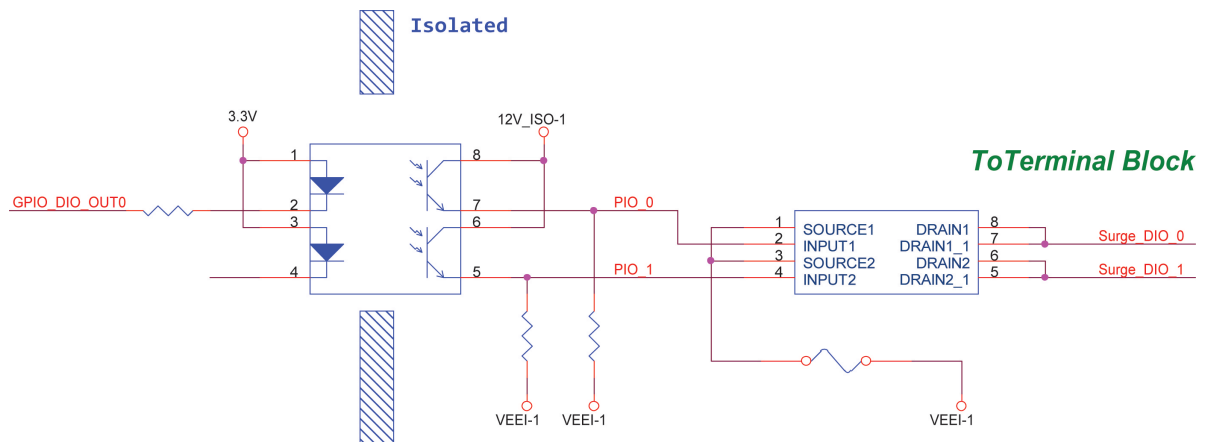 Isolated
3.3V
12V_ISO-1
ToTerminal Block
1
8
GPIO_DIO_OUT0
2
7
PIO_0
3
6
1
SOURCE1
DRAIN1
8
2
INPUT1
DRAIN1_1
7
Surge_DIO_0
3
SOURCE2
DRAIN2
6
4
5
PIO_1
4
INPUT2
DRAIN2_1
5
Surge_DIO_1
VEEI-1
VEEI-1
VEEI-1